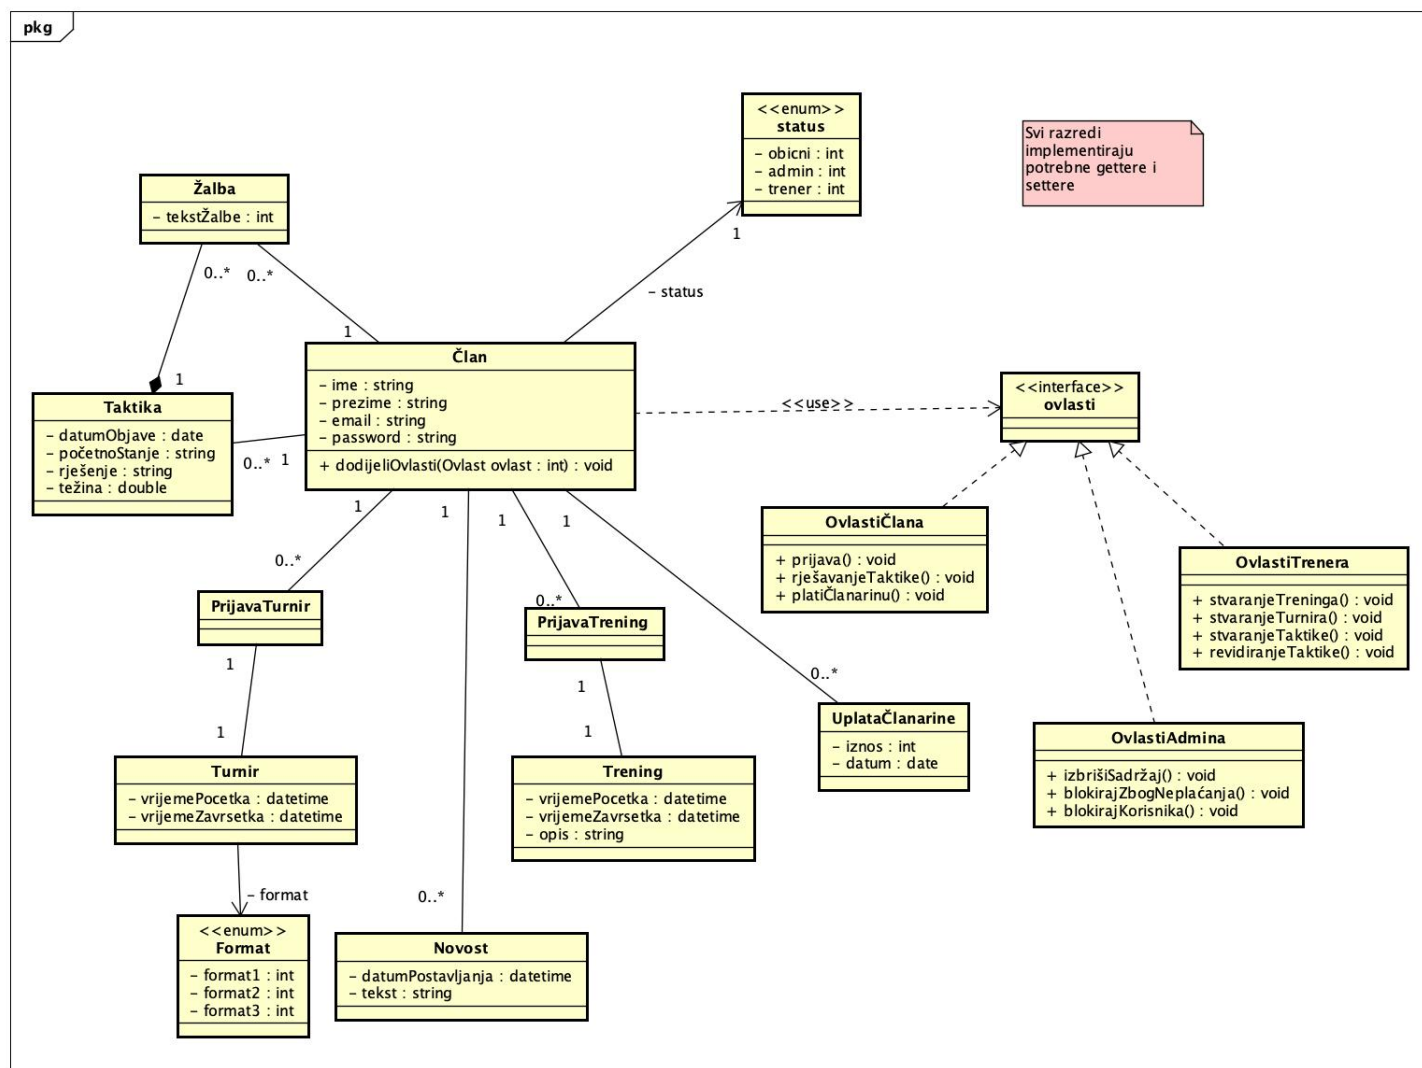 pkg
<<enum>>
status
– obicni : int
– admin : int
– trener : int
Svi razredi
implementiraju
potrebne gettere i
settere
Žalba
– tekstŽalbe : int
0..*
0..*
1
– status
1
1
Član
– ime : string
– prezime : string
– email : string
– password : string
+ dodijeliOvlasti(Ovlast ovlast : int) : void
<<use>>
<<interface>>
ovlasti
Taktika
– datumObjave : date
– početnoStanje : string
– rješenje : string
– težina : double
0..*
1
1
1
1
1
0..*
0..*
0..*
OvlastiČlana
+ prijava() : void
+ rješavanjeTaktike() : void
+ platiČlanarinu() : void
OvlastiTrenera
+ stvaranjeTreninga() : void
+ stvaranjeTurnira() : void
+ stvaranjeTaktike() : void
+ revidiranjeTaktike() : void
PrijavaTurnir
PrijavaTrening
1
1
1
1
UplataČlanarine
– iznos : int
– datum : date
OvlastiAdmina
+ izbrišiSadržaj() : void
+ blokirajZbogNeplaćanja() : void
+ blokirajKorisnika() : void
Turnir
– vrijemePocetka : datetime
– vrijemeZavrsetka : datetime
Trening
– vrijemePocetka : datetime
– vrijemeZavrsetka : datetime
– opis : string
– format
0..*
<<enum>>
Format
– format1 : int
– format2 : int
– format3 : int
Novost
– datumPostavljanja : datetime
– tekst : string